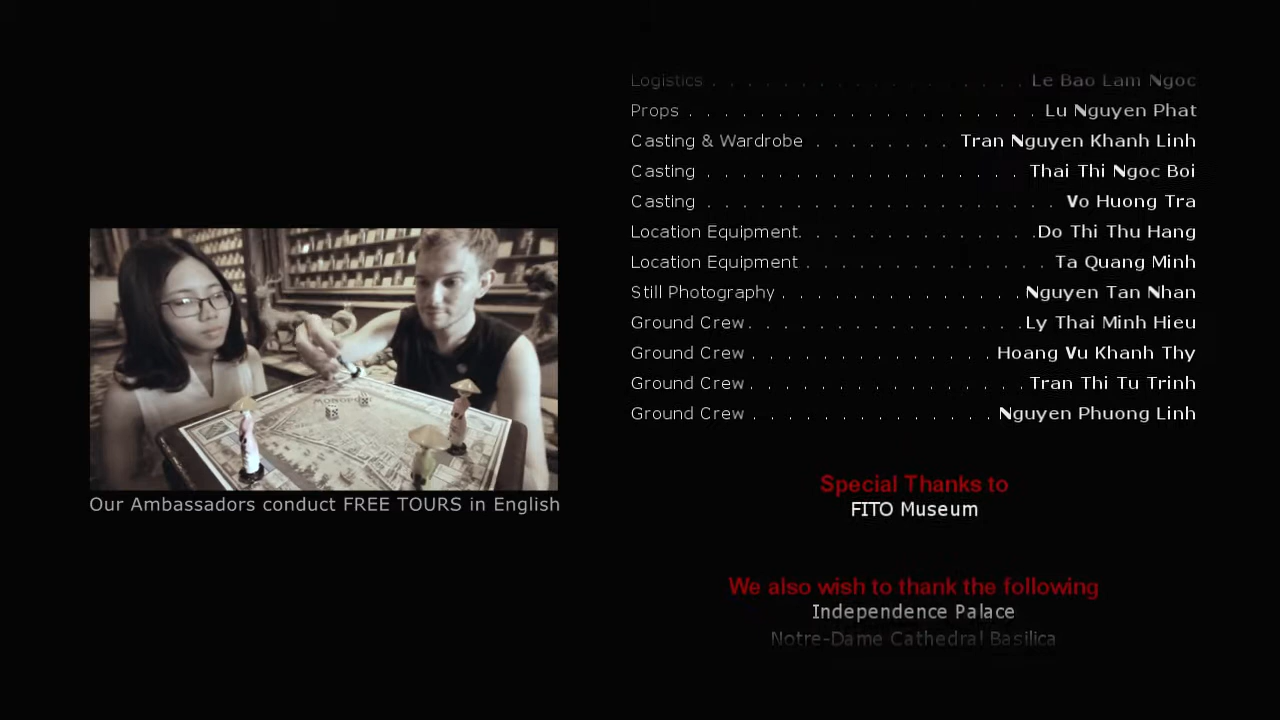 Logistics . . . . . . . . . . . . . . Le Bao Lam Ngoc
Props . . . . . . . . . . . . . . . Lu Nguyen Phat
Casting & Wardrobe . . . . . . . . Tran Nguyen Khanh Linh
Casting . . . . . . . . . . . . . . Thai Thi Ngoc Boi
Casting . . . . . . . . . . . . . . . Vo Huong Tra
Location Equipment. . . . . . . . . . .Do Thi Thu Hang
Location Equipment . . . . . . . . . . . Ta Quang Minh
Still Photography . . . . . . . . . . . Nguyen Tan Nhan
Ground Crew. . . . . . . . . . . . .Ly Thai Minh Hieu
Ground Crew . . . . . . . . . . . Hoang Vu Khanh Thy
Ground Crew. . . . . . . . . . . . Tran Thi Tu Trinh
Ground Crew . . . . . . . . . . . Nguyen Phuong Linh
MONOPOLY
Our Ambassadors conduct FREE TOURS in English
Special Thanks to
FITO Museum
We also wish to thank the following
Independence Palace
Notre-Dame Cathedral Basilica